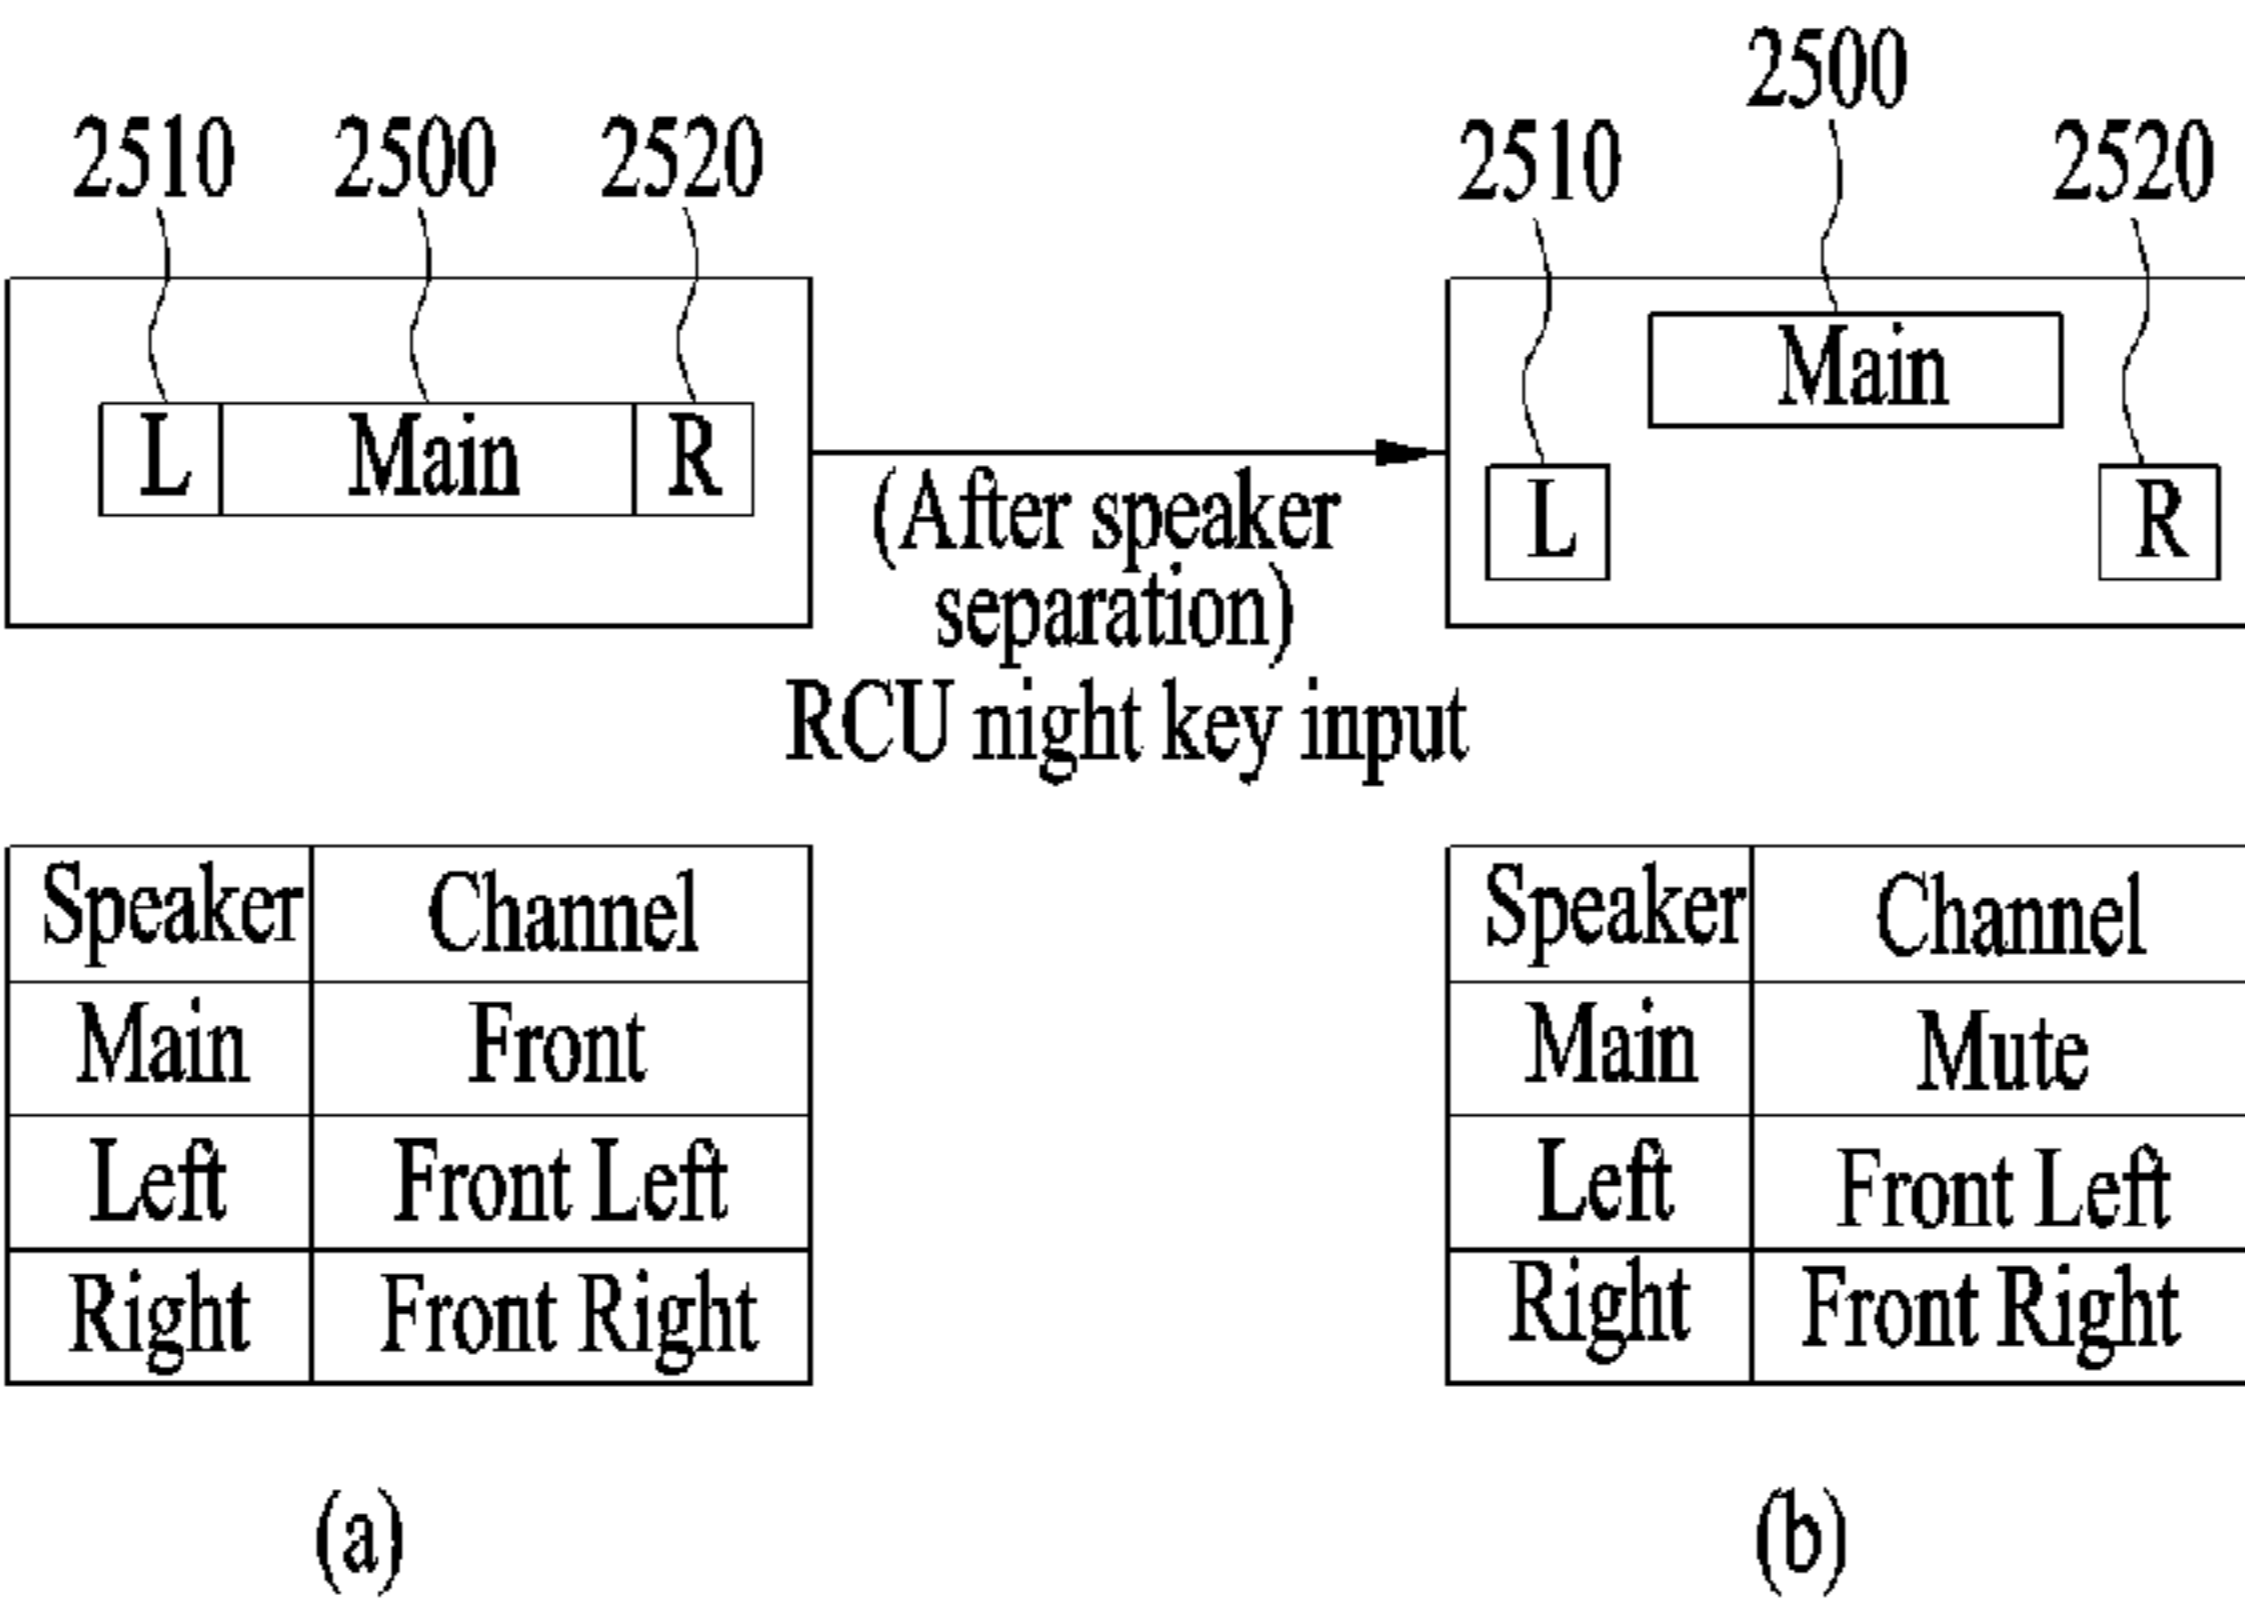 2500
2510 2500 2520
2510 2520
L Main R
Main
L R
(After speaker
separation)
RCU night key input
Speaker Channel
Main Front
Left Front Left
Right Front Right
Speaker Channel
Main Mute
Left Front Left
Right Front Right
(a)
(b)